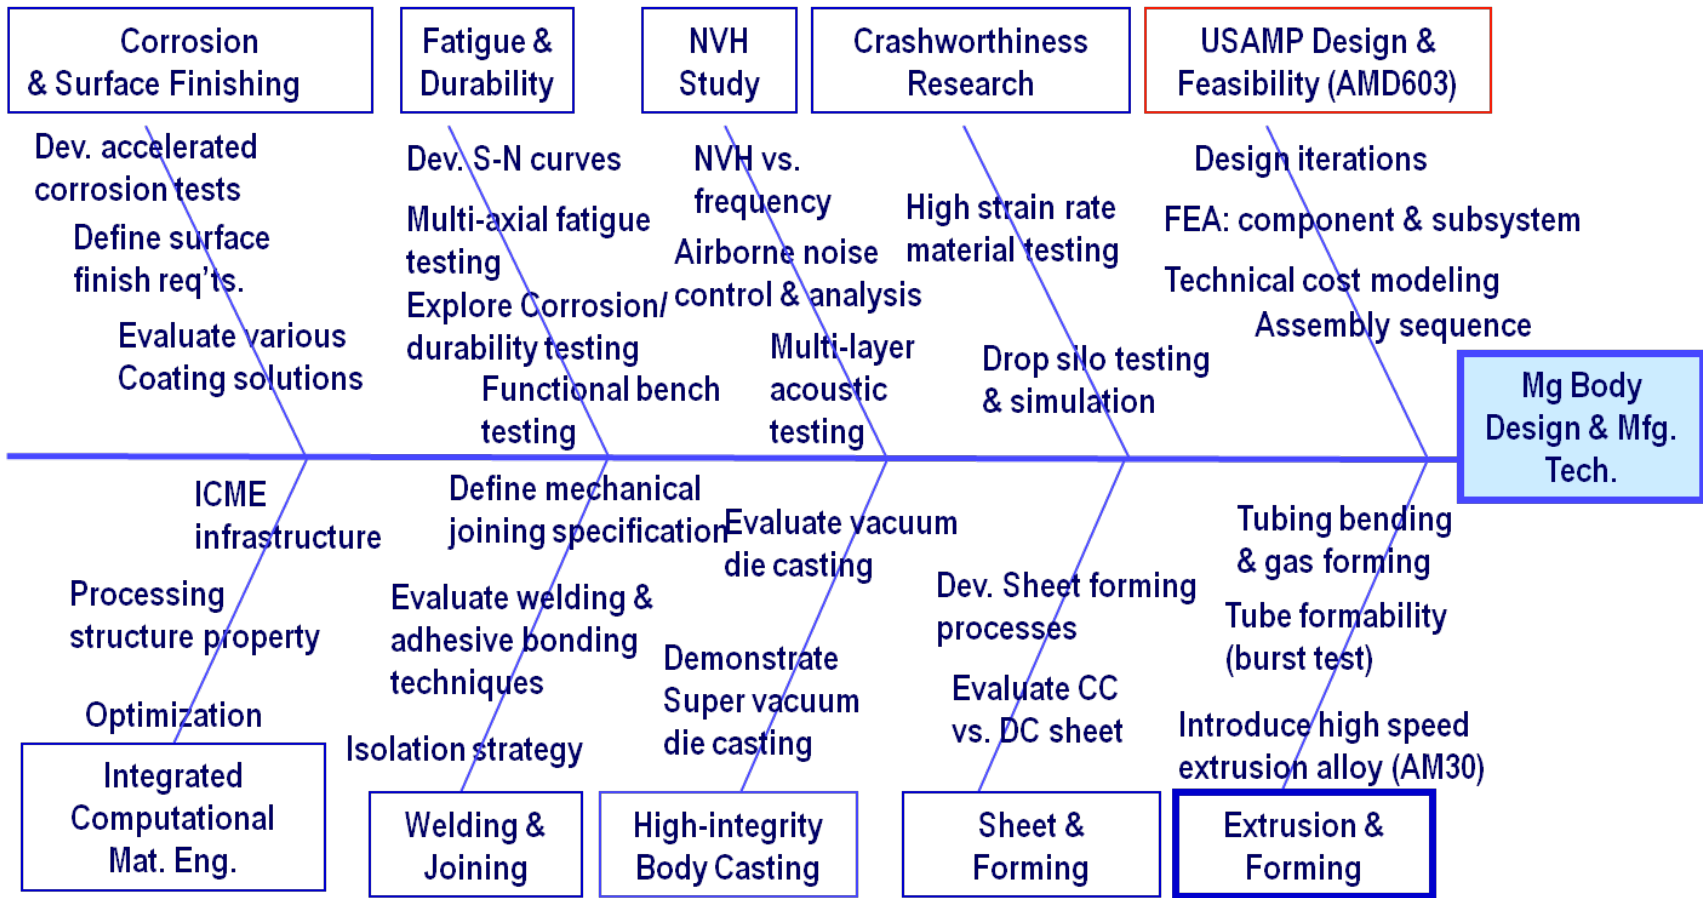 Corrosion
& Surface Finishing
Fatigue &
Durability
NVH
Study
Crashworthiness
Research
USAMP Design &
Feasibility (AMD603)
Dev. accelerated
corrosion tests
Define surface
finish req’ts.
Evaluate various
Coating solutions
Dev. S-N curves
Multi-axial fatigue
testing
Explore Corrosion/
durability testing
Functional bench
testing
NVH vs.
frequency
Airborne noise
control & analysis
Multi-layer
acoustic
testing
High strain rate
material testing
Drop silo testing
& simulation
Design iterations
FEA: component & subsystem
Technical cost modeling
Assembly sequence
Mg Body
Design & Mfg.
Tech.
ICME
infrastructure
Processing
structure property
Optimization
Define mechanical
joining specification
Evaluate welding &
adhesive bonding
techniques
Isolation strategy
Evaluate vacuum
die casting
Demonstrate
Super vacuum
die casting
Dev. Sheet forming
processes
Evaluate CC
vs. DC sheet
Tubing bending
& gas forming
Tube formability
(burst test)
Introduce high speed
extrusion alloy (AM30)
Integrated
Computational
Mat. Eng.
Welding &
Joining
High-integrity
Body Casting
Sheet &
Forming
Extrusion &
Forming